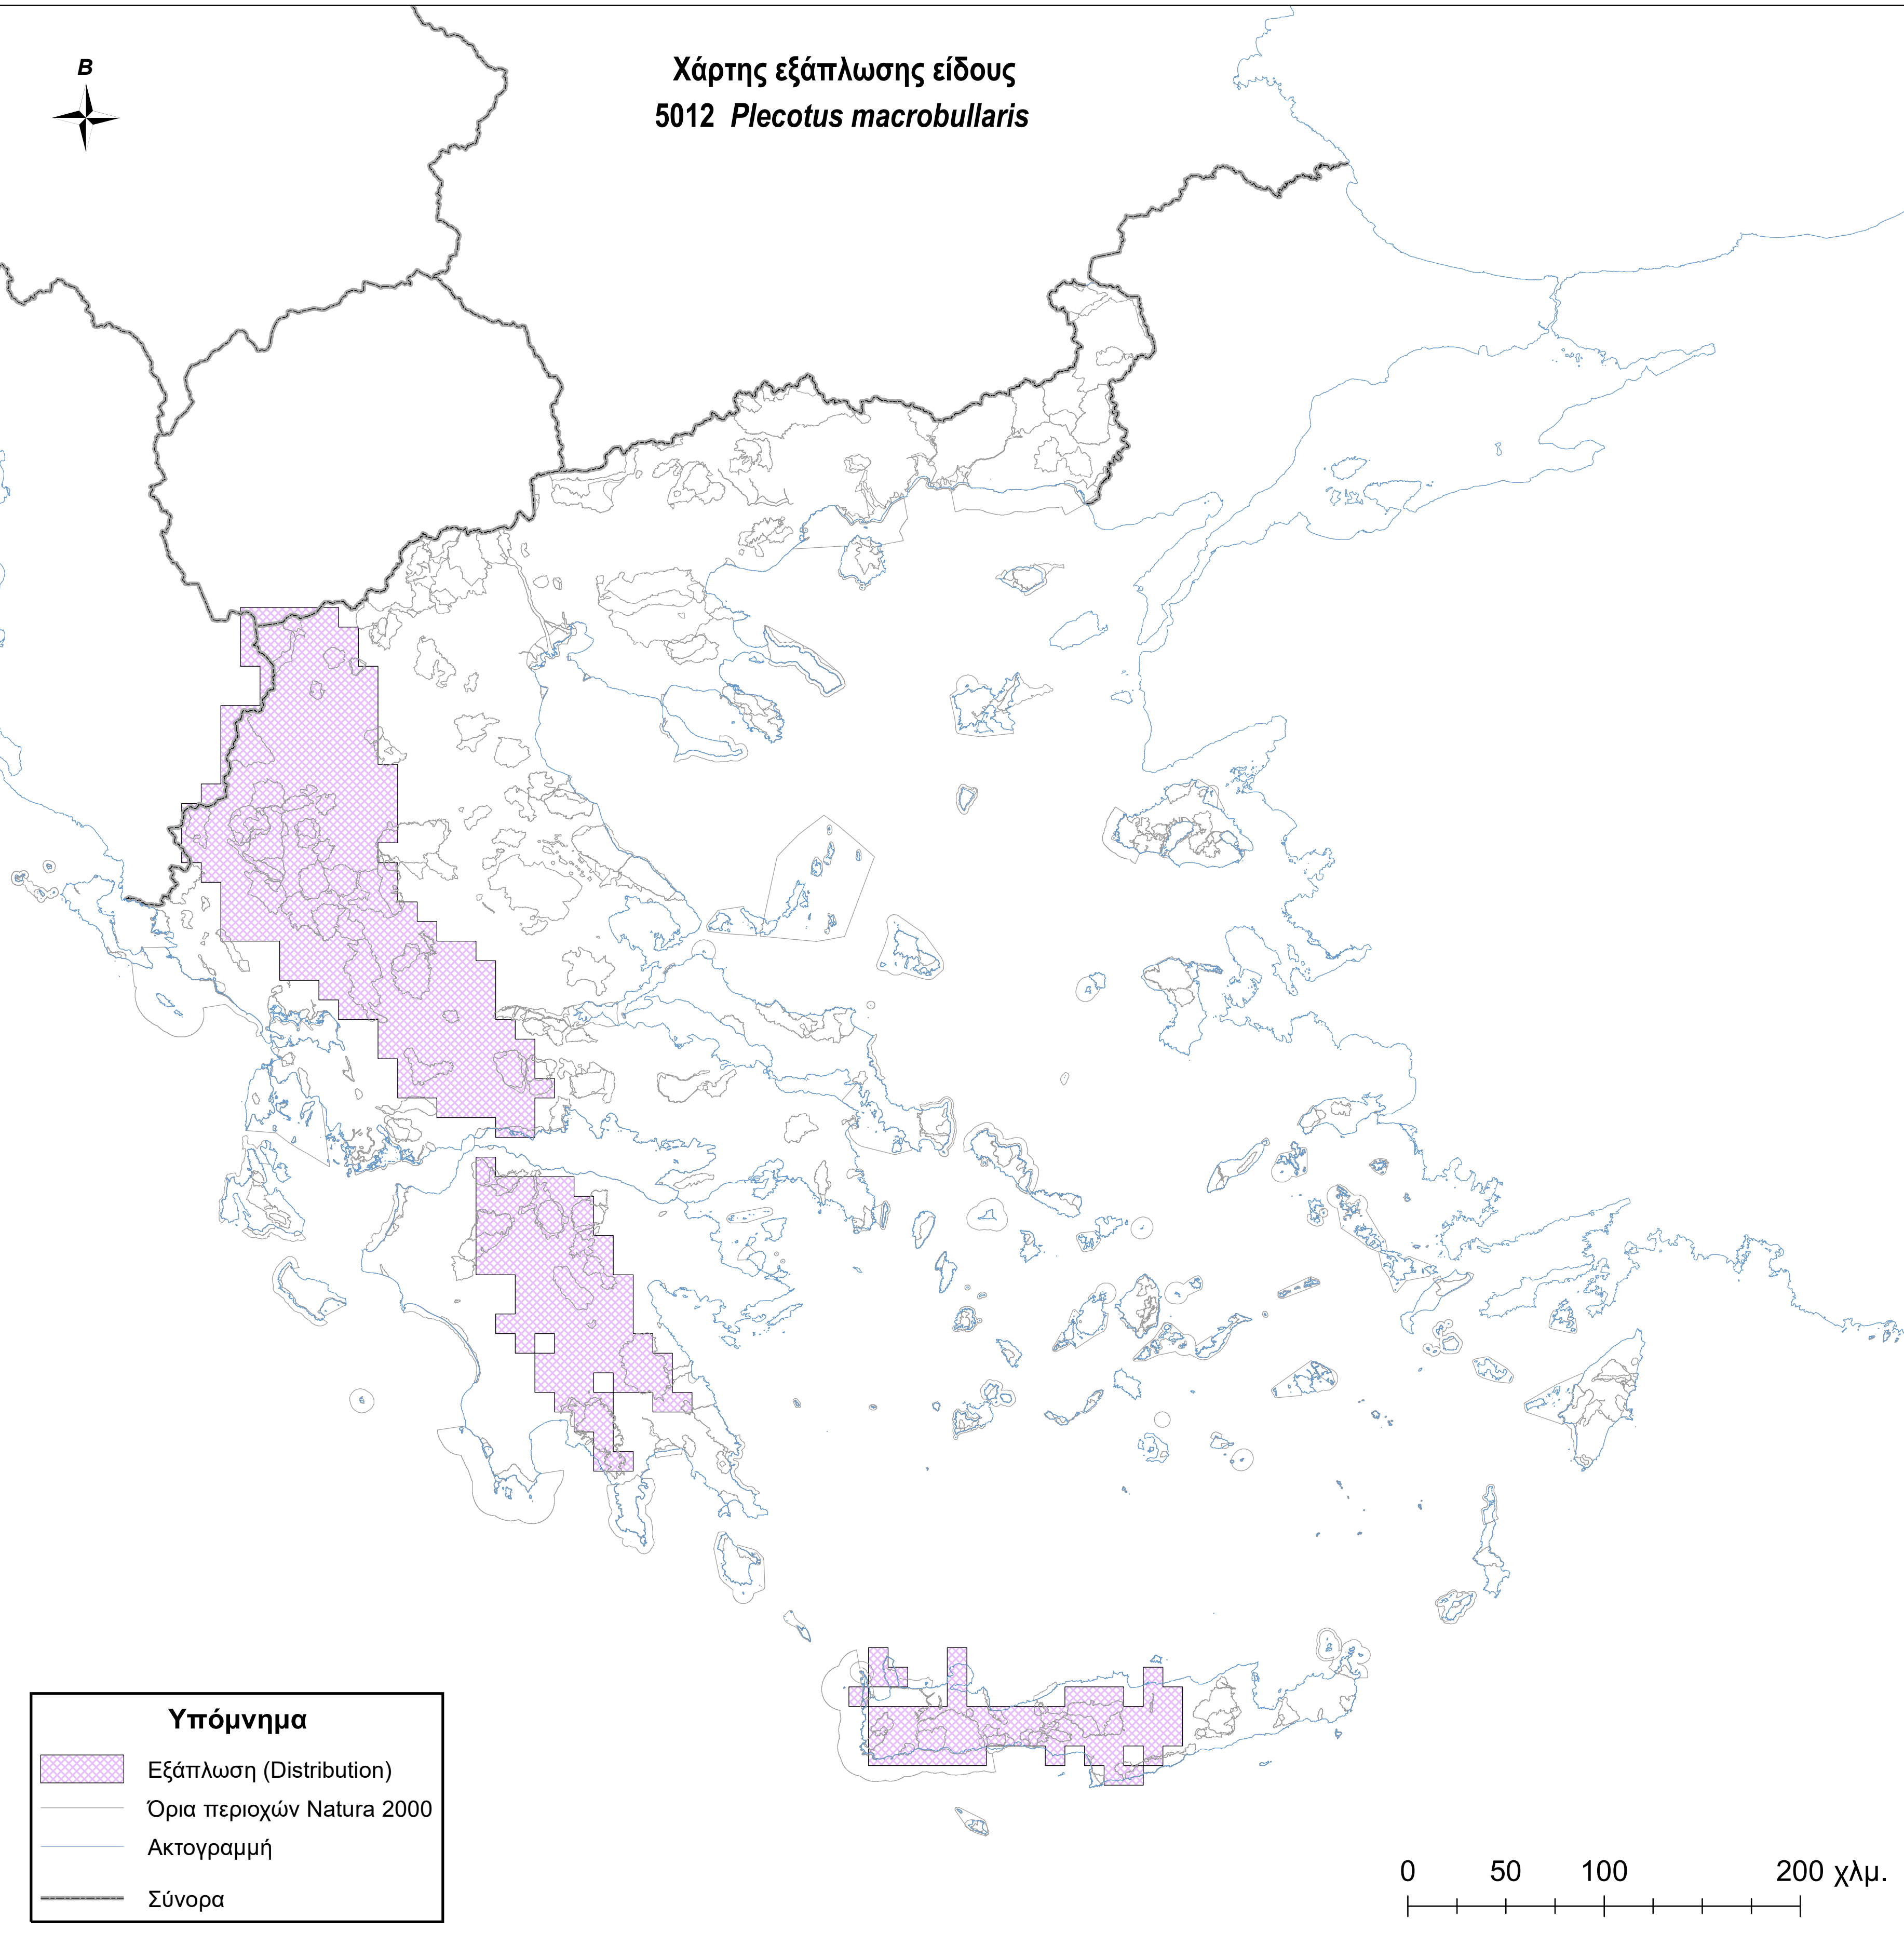 B
Χάρτης εξάπλωσης είδους
5012 Plecotus macrobullaris
Υπόμνημα
Εξάπλωση (Distribution)
Όρια περιοχών Natura 2000
Ακτογραμμή
Σύνορα
0 50 100 200 χλμ.